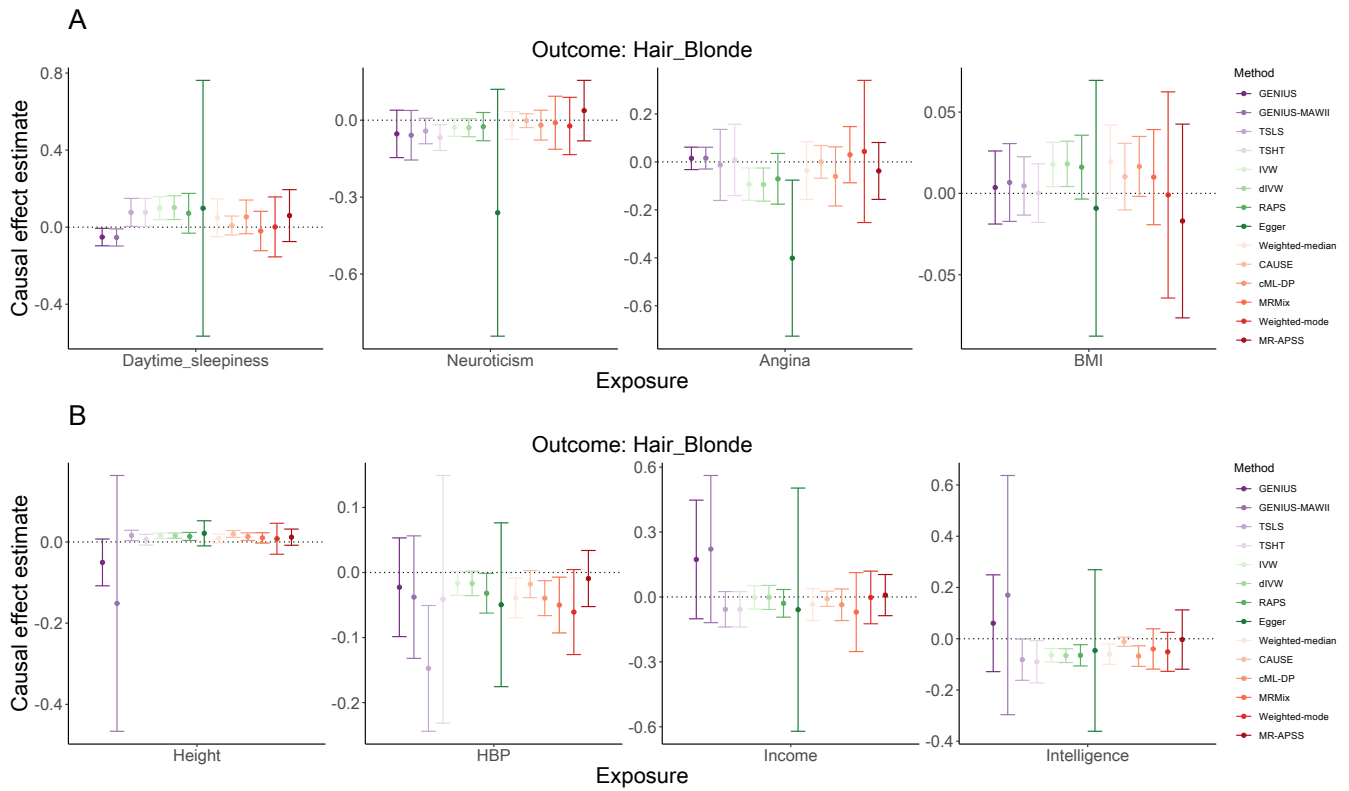 A
Outcome: Hair_Blonde
Causal effect estimate
0.8
0.4
0.0
-0.4
Daytime_sleepiness
0.0
-0.3
-0.6
Neuroticism
0.2
0.0
-0.2
-0.4
-0.6
Angina
0.05
0.00
-0.05
BMI
Exposure
Method
GENIUS
GENIUS-MAWII
TSLS
TSHT
IVW
dIVW
RAPS
Egger
Weighted-median
CAUSE
cML-DP
MRMix
Weighted-mode
MR-APSS
B
Outcome: Hair_Blonde
Causal effect estimate
0.0
-0.2
-0.4
Height
0.1
0.0
-0.1
-0.2
HBP
0.6
0.3
0.0
-0.3
-0.6
Income
0.6
0.4
0.2
0.0
-0.2
-0.4
Intelligence
Exposure
Method
GENIUS
GENIUS-MAWII
TSLS
TSHT
IVW
dIVW
RAPS
Egger
Weighted-median
CAUSE
cML-DP
MRMix
Weighted-mode
MR-APSS